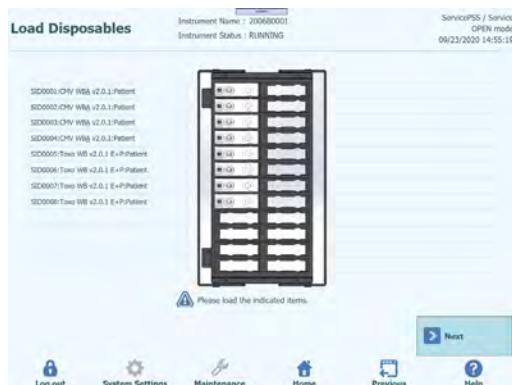 Load Disposables
Instrument Name : 200680001
Instrument Status : RUNNING
ServicePSS / Service
OPEN mode
09/23/2020 14:55:19
SID0001:CMV WBA v2.0.1:Patient
SID0002:CMV WBA v2.0.1:Patient
SID0003:CMV WBA v2.0.1:Patient
SID0004:CMV WBA v2.0.1:Patient
SID0005:Toxo WB v2.0.1 E+P:Patient
SID0006:Toxo WB v2.0.1 E+P:Patient
SID0007:Toxo WB v2.0.1 E+P:Patient
SID0008:Toxo WB v2.0.1 E+P:Patient
Please load the indicated items.
Next
Log out
System Settings
Maintenance
Home
Previous
Help